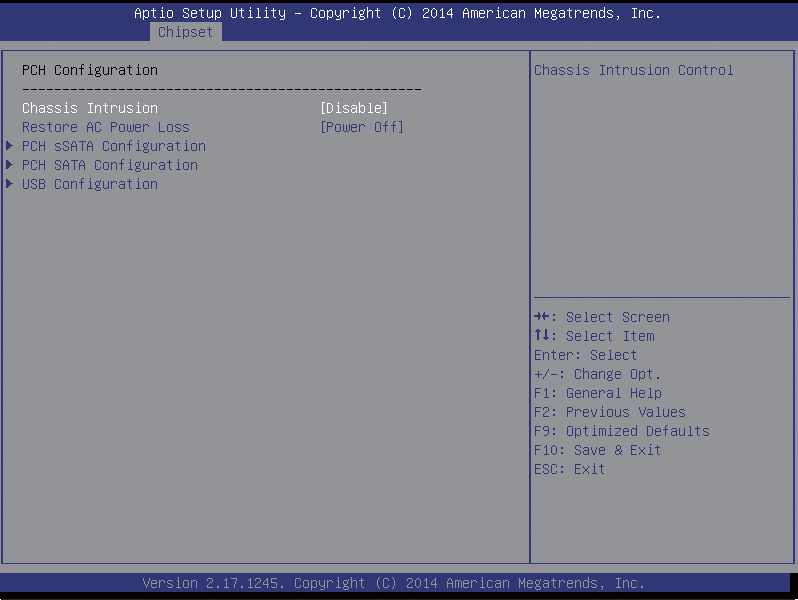 Aptio Setup Utility – Copyright (C) 2014 American Megatrends, Inc.
Chipset
PCH Configuration
--------------------------------------------------
Chassis Intrusion [Disable]
Restore AC Power Loss [Power Off]
PCH sSATA Configuration
PCH SATA Configuration
USB Configuration
Chassis Intrusion Control
→←: Select Screen
↑↓: Select Item
Enter: Select
+/-: Change Opt.
F1: General Help
F2: Previous Values
F9: Optimized Defaults
F10: Save & Exit
ESC: Exit
Version 2.17.1245. Copyright (C) 2014 American Megatrends, Inc.